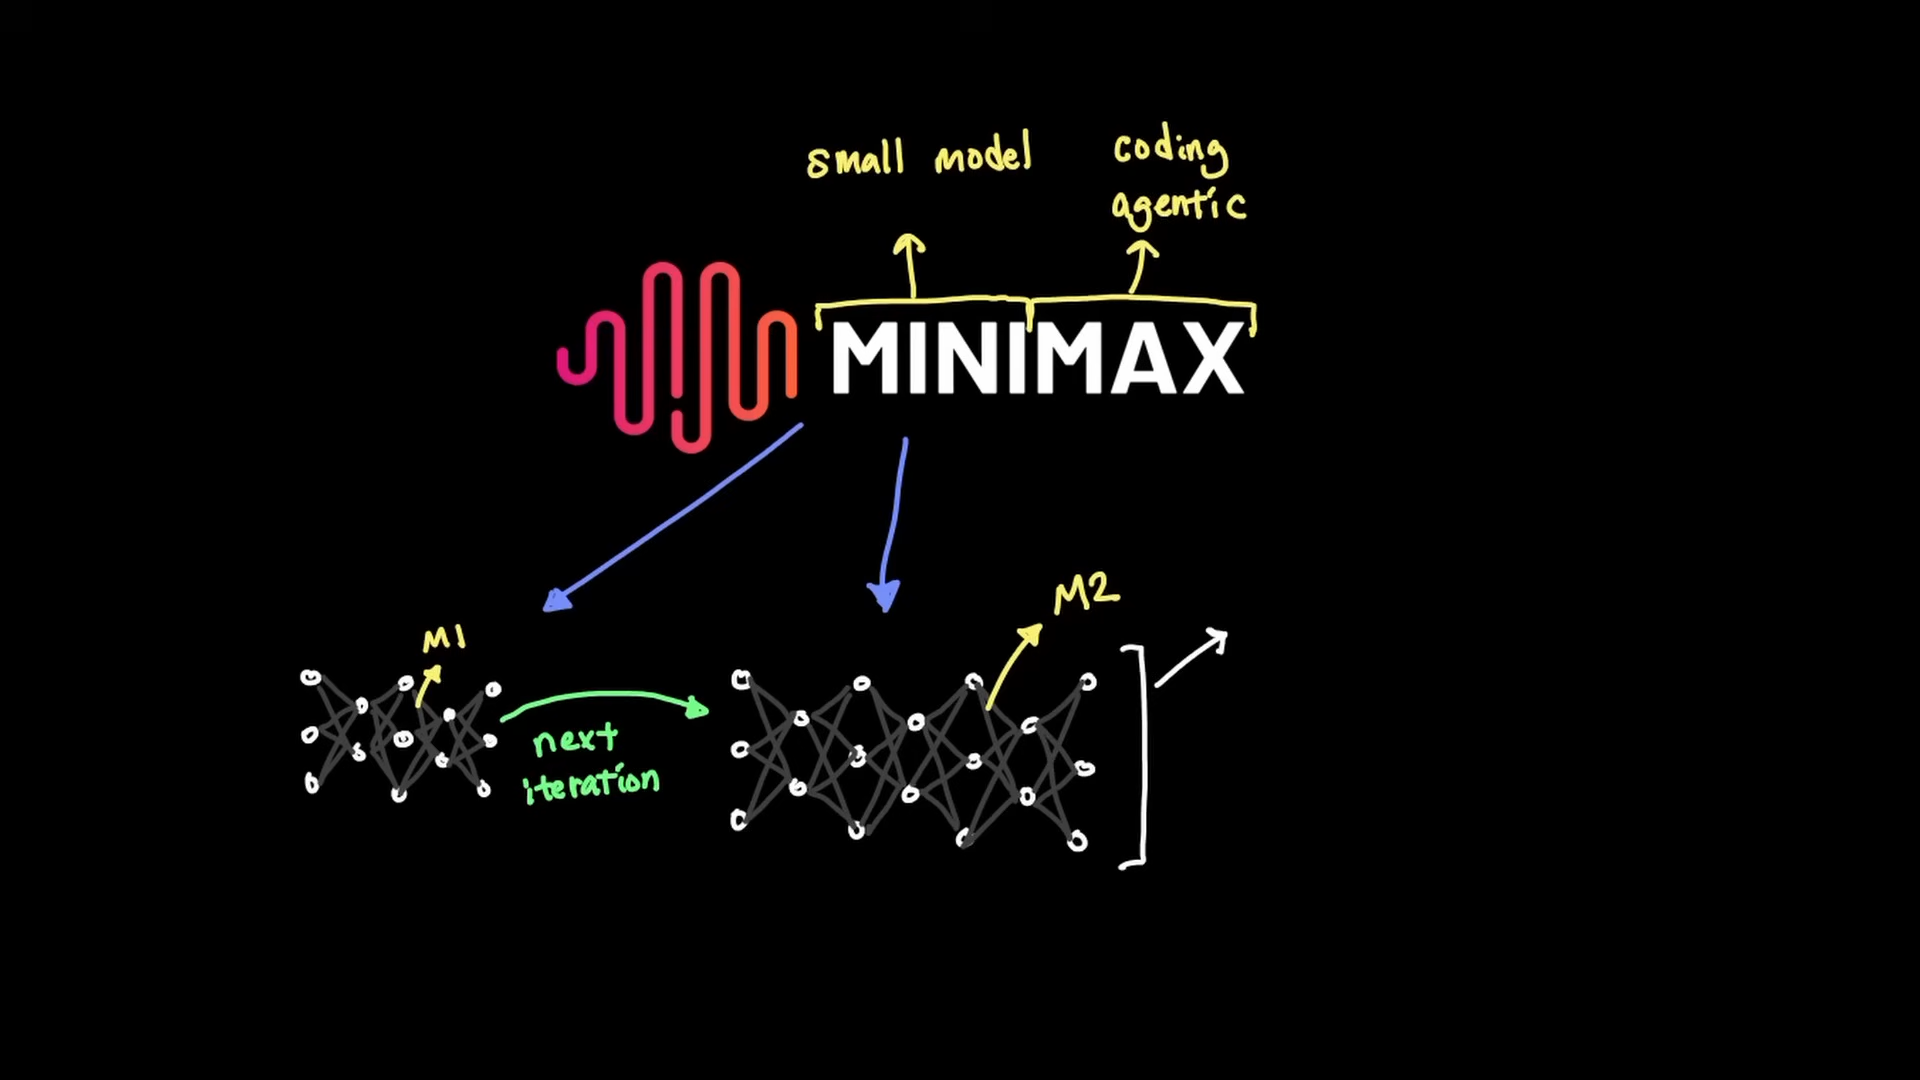 small model
coding
agentic
MINIMAX
M2
M1
next
iteration